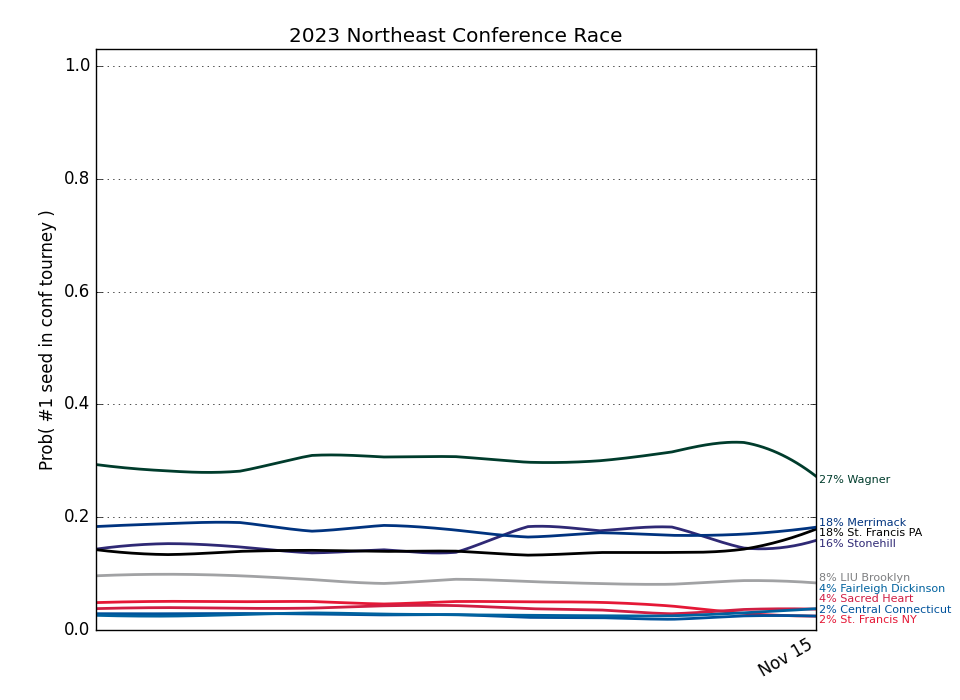 2023 Northeast Conference Race
Prob( #1 seed in conf tourney )
1.0
0.8
0.6
0.4
0.2
0.0
27% Wagner
18% Merrimack
18% St. Francis PA
16% Stonehill
8% LIU Brooklyn
4% Fairleigh Dickinson
4% Sacred Heart
2% Central Connecticut
2% St. Francis NY
Nov 15